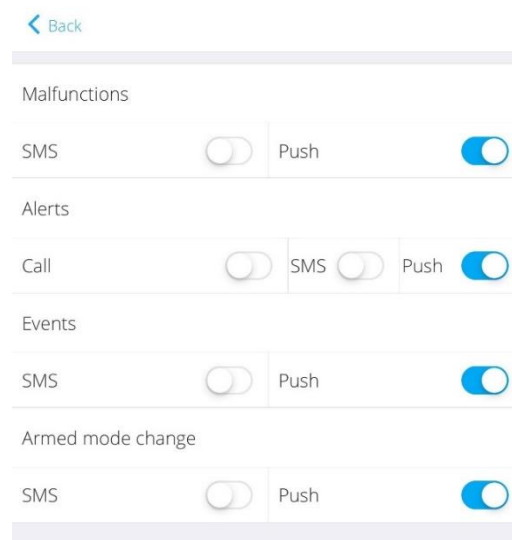 Back
Malfunctions
SMS Push
Alerts
Call SMS Push
Events
SMS Push
Armed mode change
SMS Push